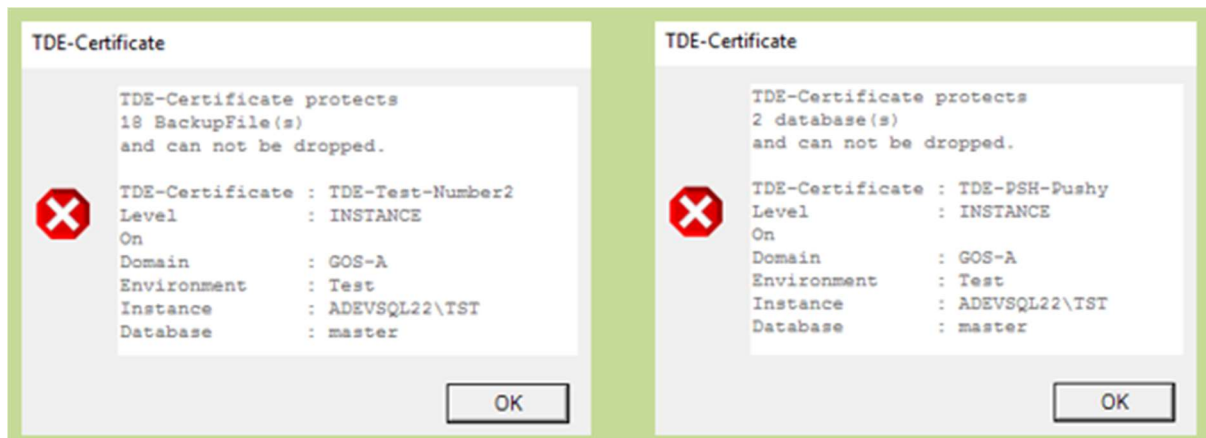 TDE-Certificate
TDE-Certificate protects
18 BackupFile(s)
and can not be dropped.
TDE-Certificate : TDE-Test-Number2
Level : INSTANCE
On
Domain : GOS-A
Environment : Test
Instance : ADEVSQL22\TST
Database : master
OK
TDE-Certificate
TDE-Certificate protects
2 database(s)
and can not be dropped.
TDE-Certificate : TDE-PSH-Pushy
Level : INSTANCE
On
Domain : GOS-A
Environment : Test
Instance : ADEVSQL22\TST
Database : master
OK